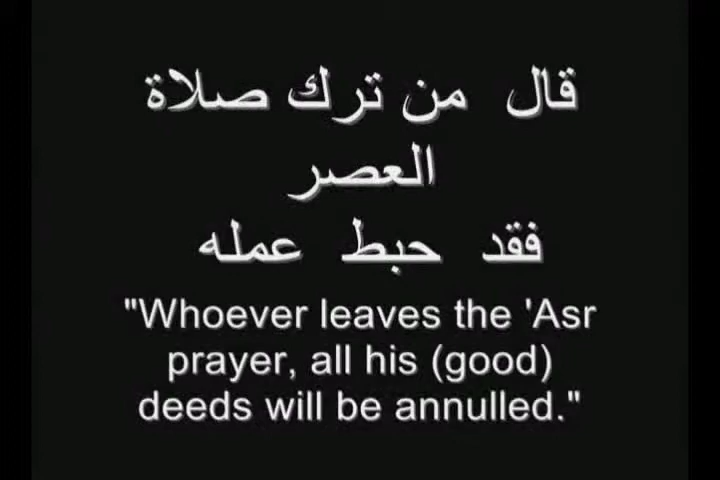 قال من ترك صلاة
العصر
فقد حبط عمله
"Whoever leaves the 'Asr
prayer, all his (good)
deeds will be annulled."